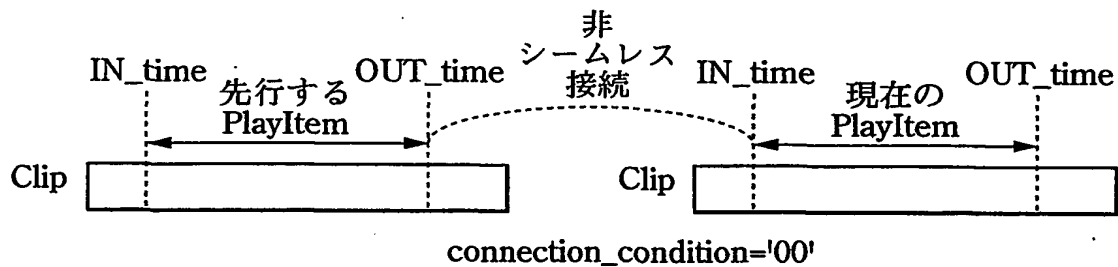 非
シームレス
接続
IN_time
OUT_time
IN_time
OUT_time
先行する
PlayItem
現在の
PlayItem
Clip
Clip
connection_condition='00'